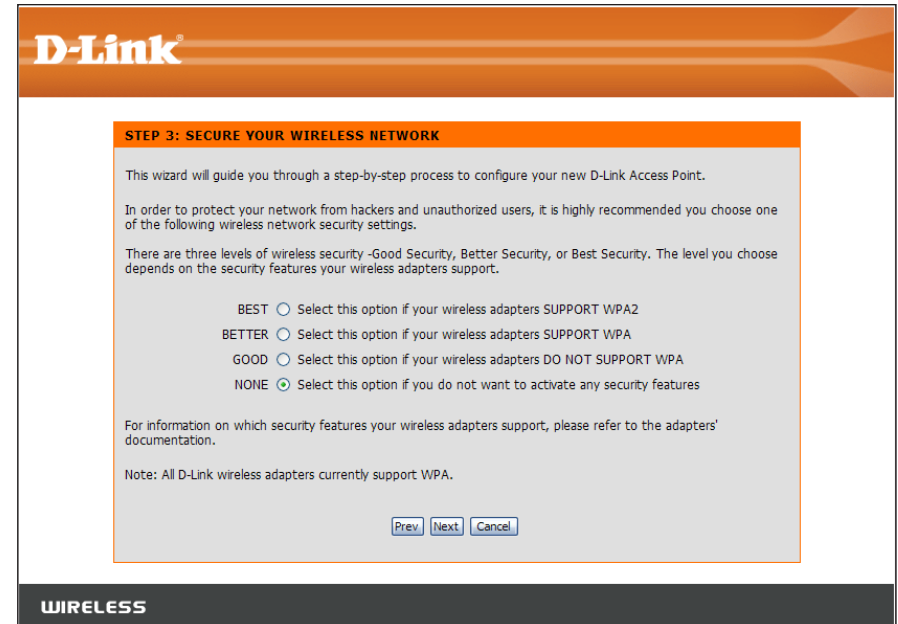 D-Link®
STEP 3: SECURE YOUR WIRELESS NETWORK
This wizard will guide you through a step-by-step process to configure your new D-Link Access Point.
In order to protect your network from hackers and unauthorized users, it is highly recommended you choose one
of the following wireless network security settings.
There are three levels of wireless security -Good Security, Better Security, or Best Security. The level you choose
depends on the security features your wireless adapters support.
BEST Select this option if your wireless adapters SUPPORT WPA2
BETTER Select this option if your wireless adapters SUPPORT WPA
GOOD Select this option if your wireless adapters DO NOT SUPPORT WPA
NONE Select this option if you do not want to activate any security features
For information on which security features your wireless adapters support, please refer to the adapters'
documentation.
Note: All D-Link wireless adapters currently support WPA.
Prev Next Cancel
WIRELESS